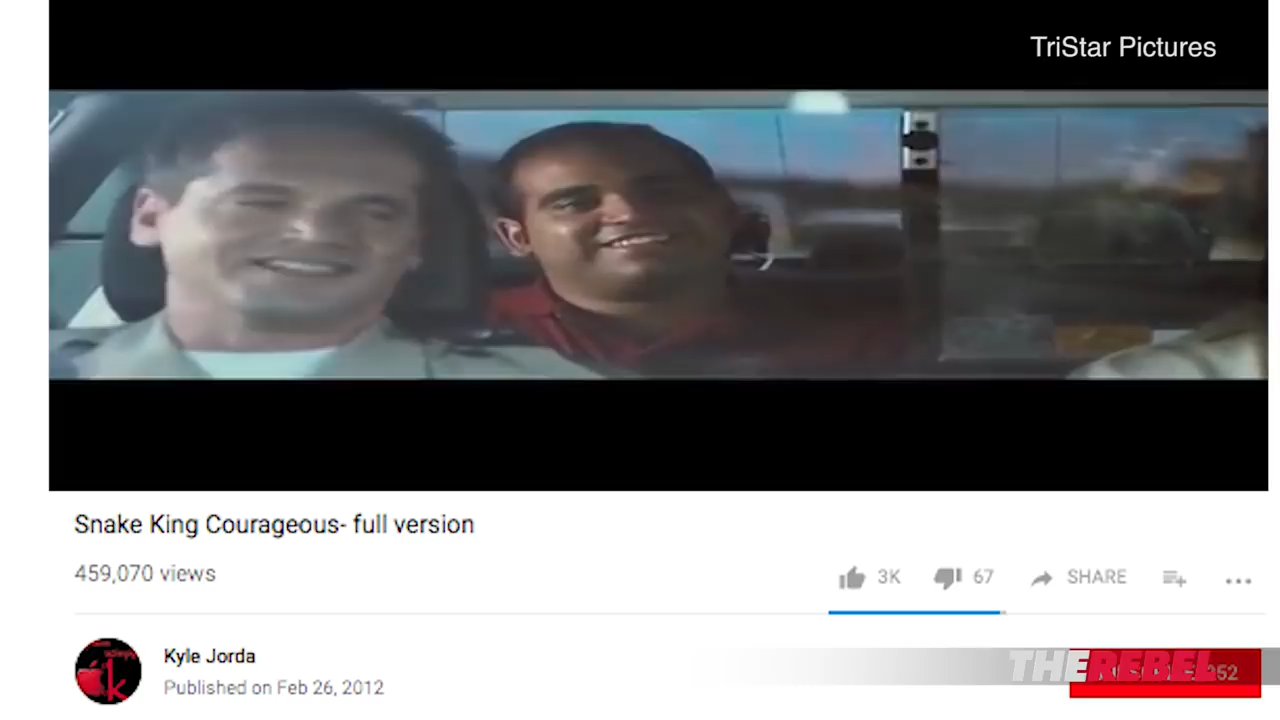 TriStar Pictures
Snake King Courageous- full version
459,070 views
3K
67
SHARE
Kyle Jorda
Published on Feb 26, 2012
THEREBEL